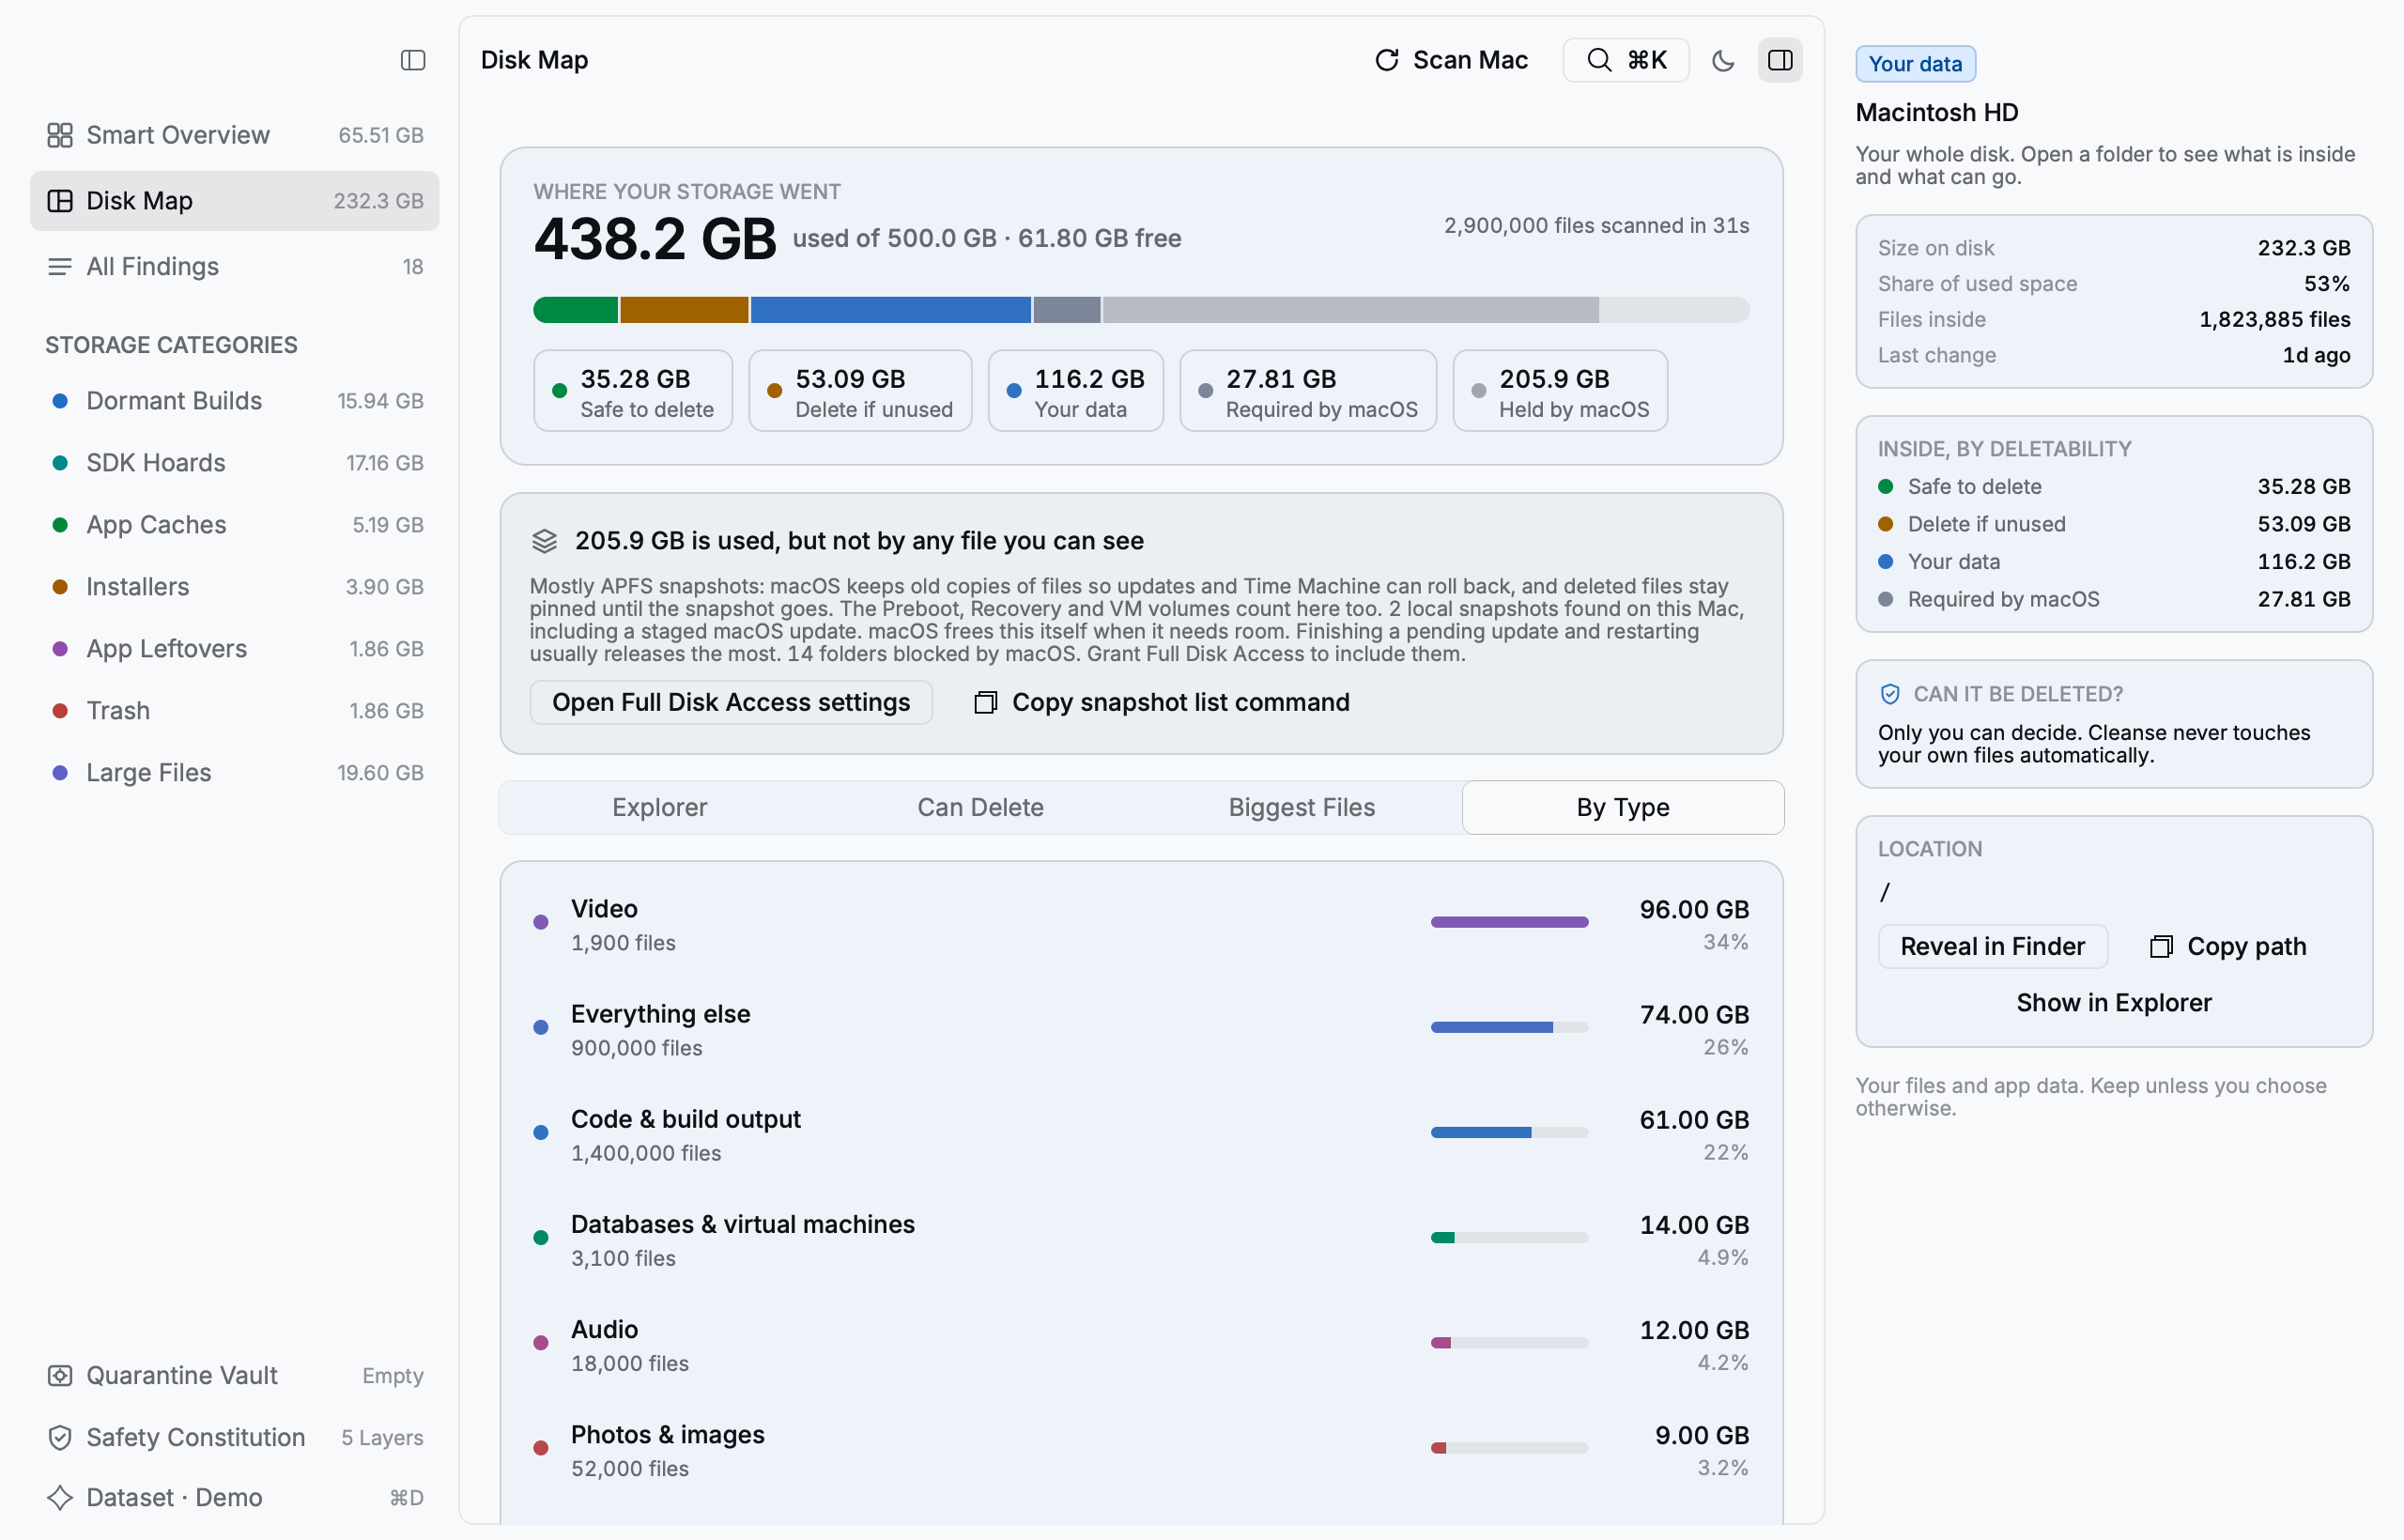 Smart Overview 65.51 GB
Disk Map 232.3 GB
All Findings 18
STORAGE CATEGORIES
Dormant Builds 15.94 GB
SDK Hoards 17.16 GB
App Caches 5.19 GB
Installers 3.90 GB
App Leftovers 1.86 GB
Trash 1.86 GB
Large Files 19.60 GB
Quarantine Vault Empty
Safety Constitution 5 Layers
Dataset · Demo ⌘D
Disk Map
Scan Mac
⌘K
WHERE YOUR STORAGE WENT
438.2 GB used of 500.0 GB · 61.80 GB free
2,900,000 files scanned in 31s
35.28 GB
Safe to delete
53.09 GB
Delete if unused
116.2 GB
Your data
27.81 GB
Required by macOS
205.9 GB
Held by macOS
205.9 GB is used, but not by any file you can see
Mostly APFS snapshots: macOS keeps old copies of files so updates and Time Machine can roll back, and deleted files stay
pinned until the snapshot goes. The Preboot, Recovery and VM volumes count here too. 2 local snapshots found on this Mac,
including a staged macOS update. macOS frees this itself when it needs room. Finishing a pending update and restarting
usually releases the most. 14 folders blocked by macOS. Grant Full Disk Access to include them.
Open Full Disk Access settings
Copy snapshot list command
Explorer
Can Delete
Biggest Files
By Type
Video
1,900 files
96.00 GB
34%
Everything else
900,000 files
74.00 GB
26%
Code & build output
1,400,000 files
61.00 GB
22%
Databases & virtual machines
3,100 files
14.00 GB
4.9%
Audio
18,000 files
12.00 GB
4.2%
Photos & images
52,000 files
9.00 GB
3.2%
Your data
Macintosh HD
Your whole disk. Open a folder to see what is inside
and what can go.
Size on disk 232.3 GB
Share of used space 53%
Files inside 1,823,885 files
Last change 1d ago
INSIDE, BY DELETABILITY
Safe to delete 35.28 GB
Delete if unused 53.09 GB
Your data 116.2 GB
Required by macOS 27.81 GB
CAN IT BE DELETED?
Only you can decide. Cleanse never touches
your own files automatically.
LOCATION
/
Reveal in Finder
Copy path
Show in Explorer
Your files and app data. Keep unless you choose
otherwise.